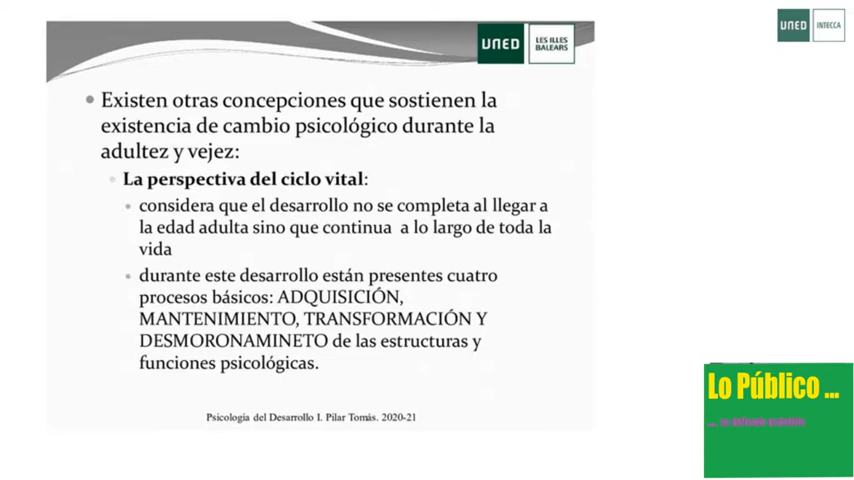 UNED
LES ILLES
BALEARS
UNED
INTECCA
Existen otras concepciones que sostienen la
existencia de cambio psicológico durante la
adultez y vejez:
La perspectiva del ciclo vital:
considera que el desarrollo no se completa al llegar a
la edad adulta sino que continua a lo largo de toda la
vida
durante este desarrollo están presentes cuatro
procesos básicos: ADQUISICIÓN,
MANTENIMIENTO, TRANSFORMACIÓN Y
DESMORONAMINETO de las estructuras y
funciones psicológicas.
Psicología del Desarrollo I. Pilar Tomás. 2020-21
Lo Público ...